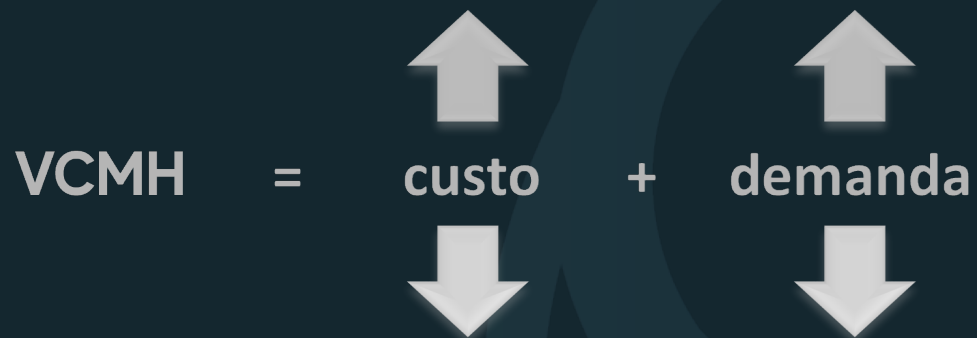 VCMH = custo + demanda